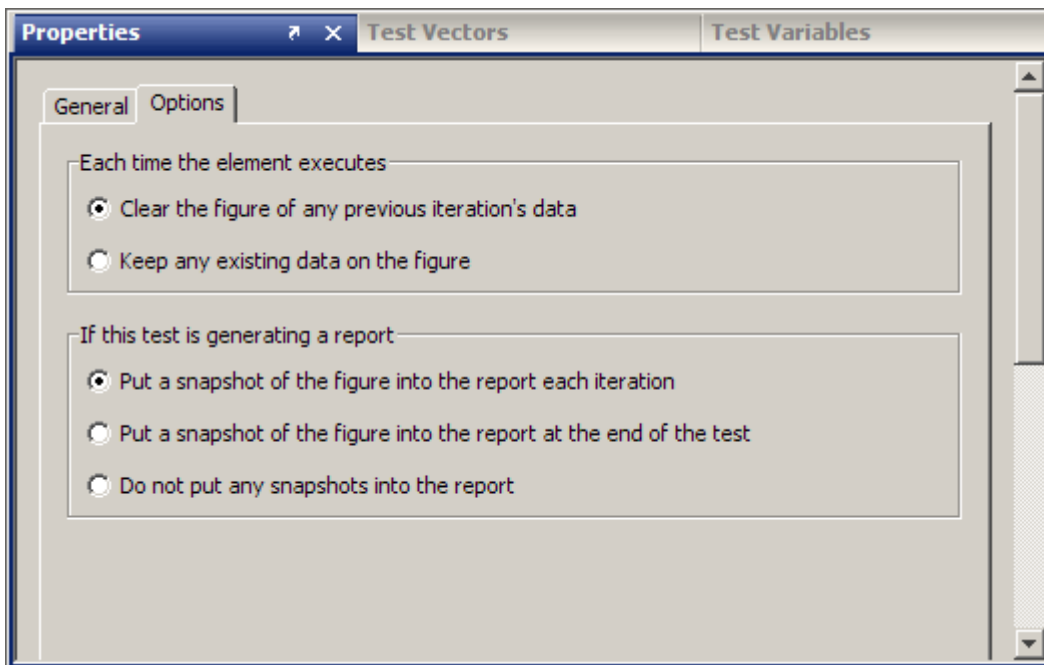 Properties
Test Vectors
Test Variables
General
Options
Each time the element executes
Clear the figure of any previous iteration's data
Keep any existing data on the figure
If this test is generating a report
Put a snapshot of the figure into the report each iteration
Put a snapshot of the figure into the report at the end of the test
Do not put any snapshots into the report